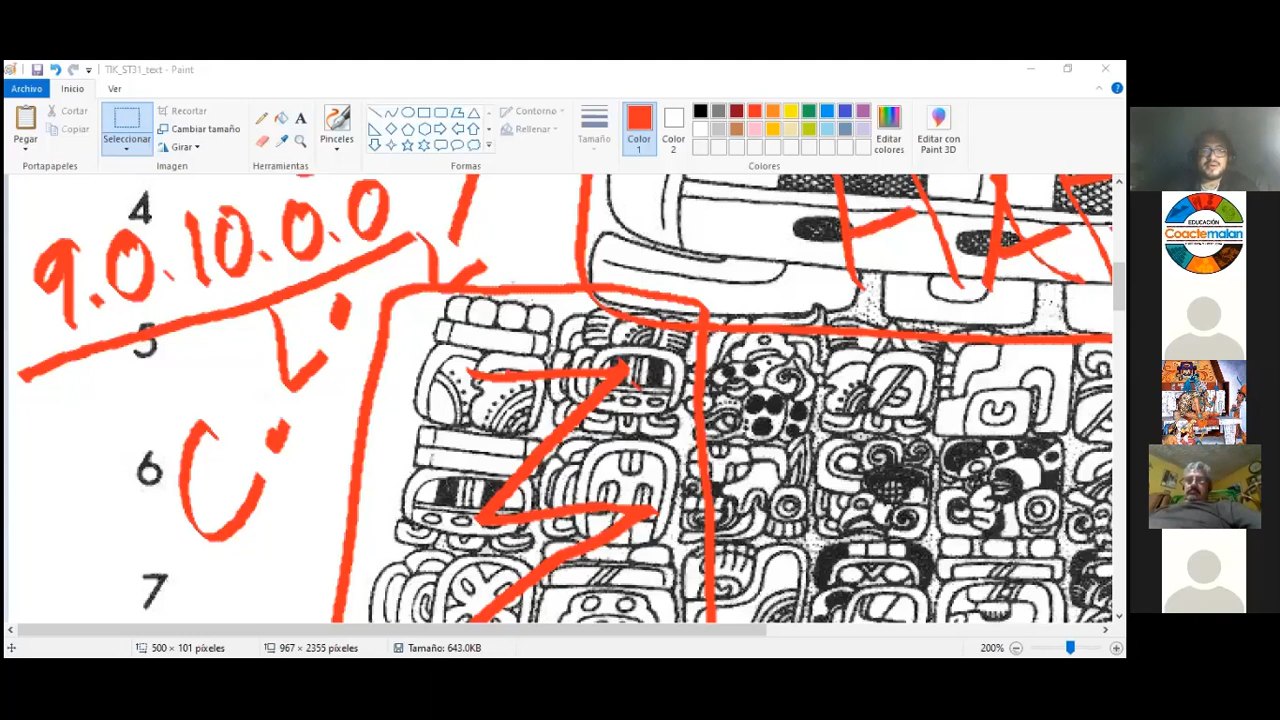 TIK_ST31_text - Paint
Archivo Inicio Ver
Pegar
Cortar
Copiar
Portapapeles
Seleccionar
Recortar
Cambiar tamaño
Girar
Imagen
A
Herramientas
Pinceles
Contorno
Rellenar
Formas
Tamaño
Color 1
Color 2
Editar colores
Editar con Paint 3D
Colores
4
9.0.10.0.0
5
6
7
500 × 101 píxeles 967 × 2355 píxeles Tamaño: 643.0KB 200%
EDUCACIÓN
Coactemalan